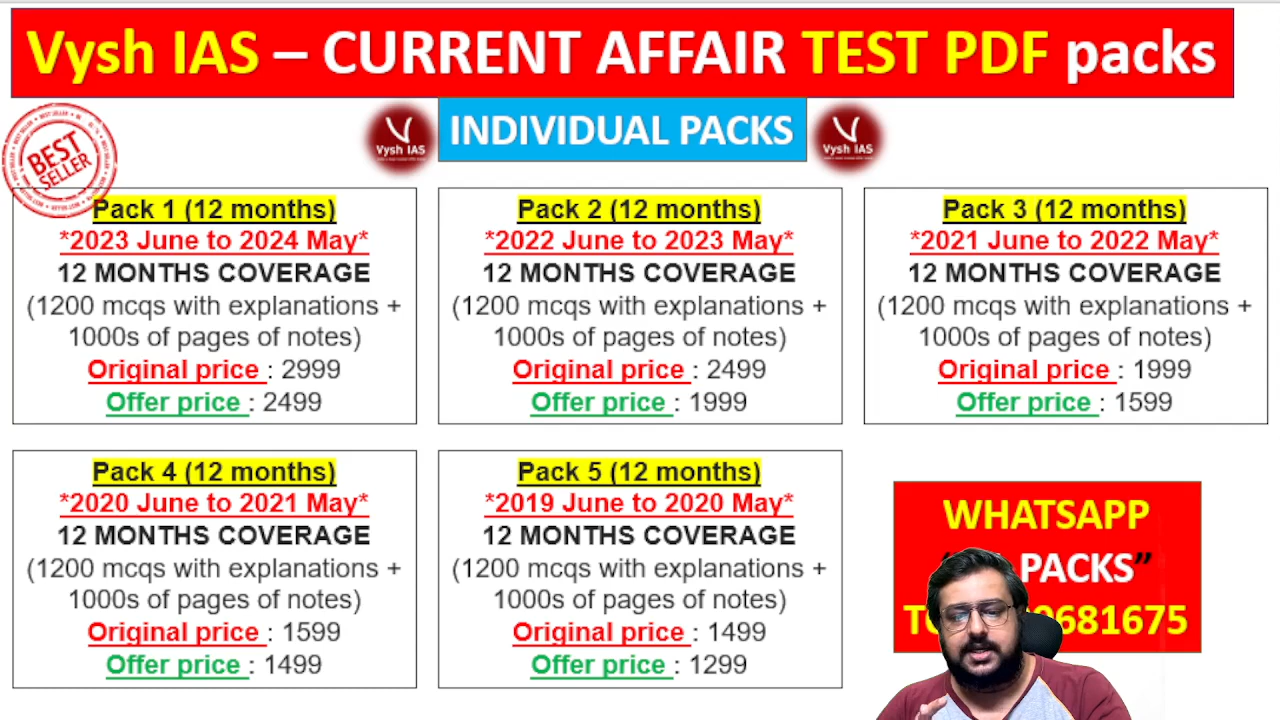 Vysh IAS – CURRENT AFFAIR TEST PDF packs
INDIVIDUAL PACKS
Vysh IAS
Vysh IAS
BEST
SELLER
Pack 1 (12 months)
*2023 June to 2024 May*
12 MONTHS COVERAGE
(1200 mcqs with explanations +
1000s of pages of notes)
Original price : 2999
Offer price : 2499
Pack 2 (12 months)
*2022 June to 2023 May*
12 MONTHS COVERAGE
(1200 mcqs with explanations +
1000s of pages of notes)
Original price : 2499
Offer price : 1999
Pack 3 (12 months)
*2021 June to 2022 May*
12 MONTHS COVERAGE
(1200 mcqs with explanations +
1000s of pages of notes)
Original price : 1999
Offer price : 1599
Pack 4 (12 months)
*2020 June to 2021 May*
12 MONTHS COVERAGE
(1200 mcqs with explanations +
1000s of pages of notes)
Original price : 1599
Offer price : 1499
Pack 5 (12 months)
*2019 June to 2020 May*
12 MONTHS COVERAGE
(1200 mcqs with explanations +
1000s of pages of notes)
Original price : 1499
Offer price : 1299
WHATSAPP
PACKS”
681675